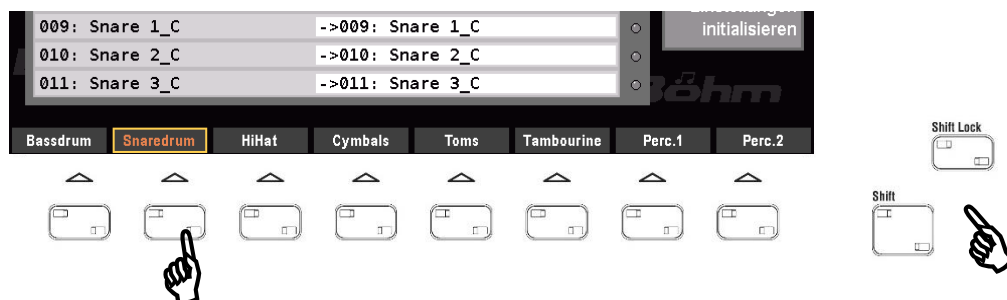 Einstellungen
initialisieren
009: Snare 1_C ->009: Snare 1_C
010: Snare 2_C ->010: Snare 2_C
011: Snare 3_C ->011: Snare 3_C
Böhm
Bassdrum Snaredrum HiHat Cymbals Toms Tambourine Perc.1 Perc.2
Shift Lock
Shift